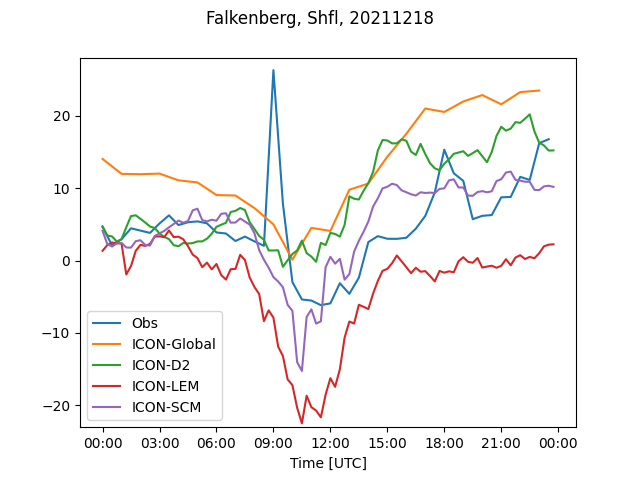 Falkenberg, Shfl, 20211218
20
10
0
−10
−20
Obs
ICON-Global
ICON-D2
ICON-LEM
ICON-SCM
00:00 03:00 06:00 09:00 12:00 15:00 18:00 21:00 00:00
Time [UTC]